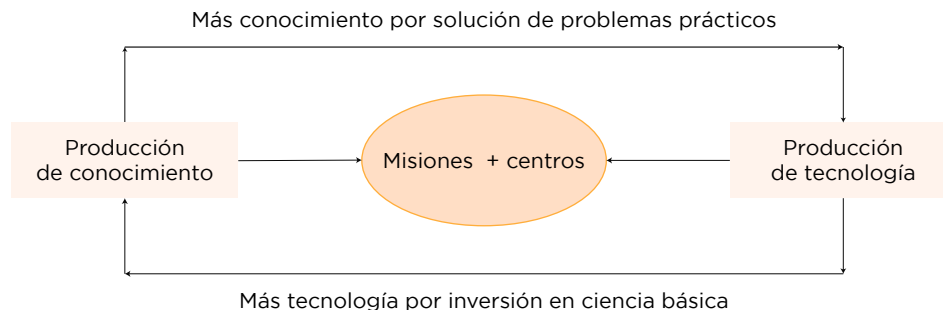 Más conocimiento por solución de problemas prácticos
Producción
de conocimiento
Misiones + centros
Producción
de tecnología
Más tecnología por inversión en ciencia básica